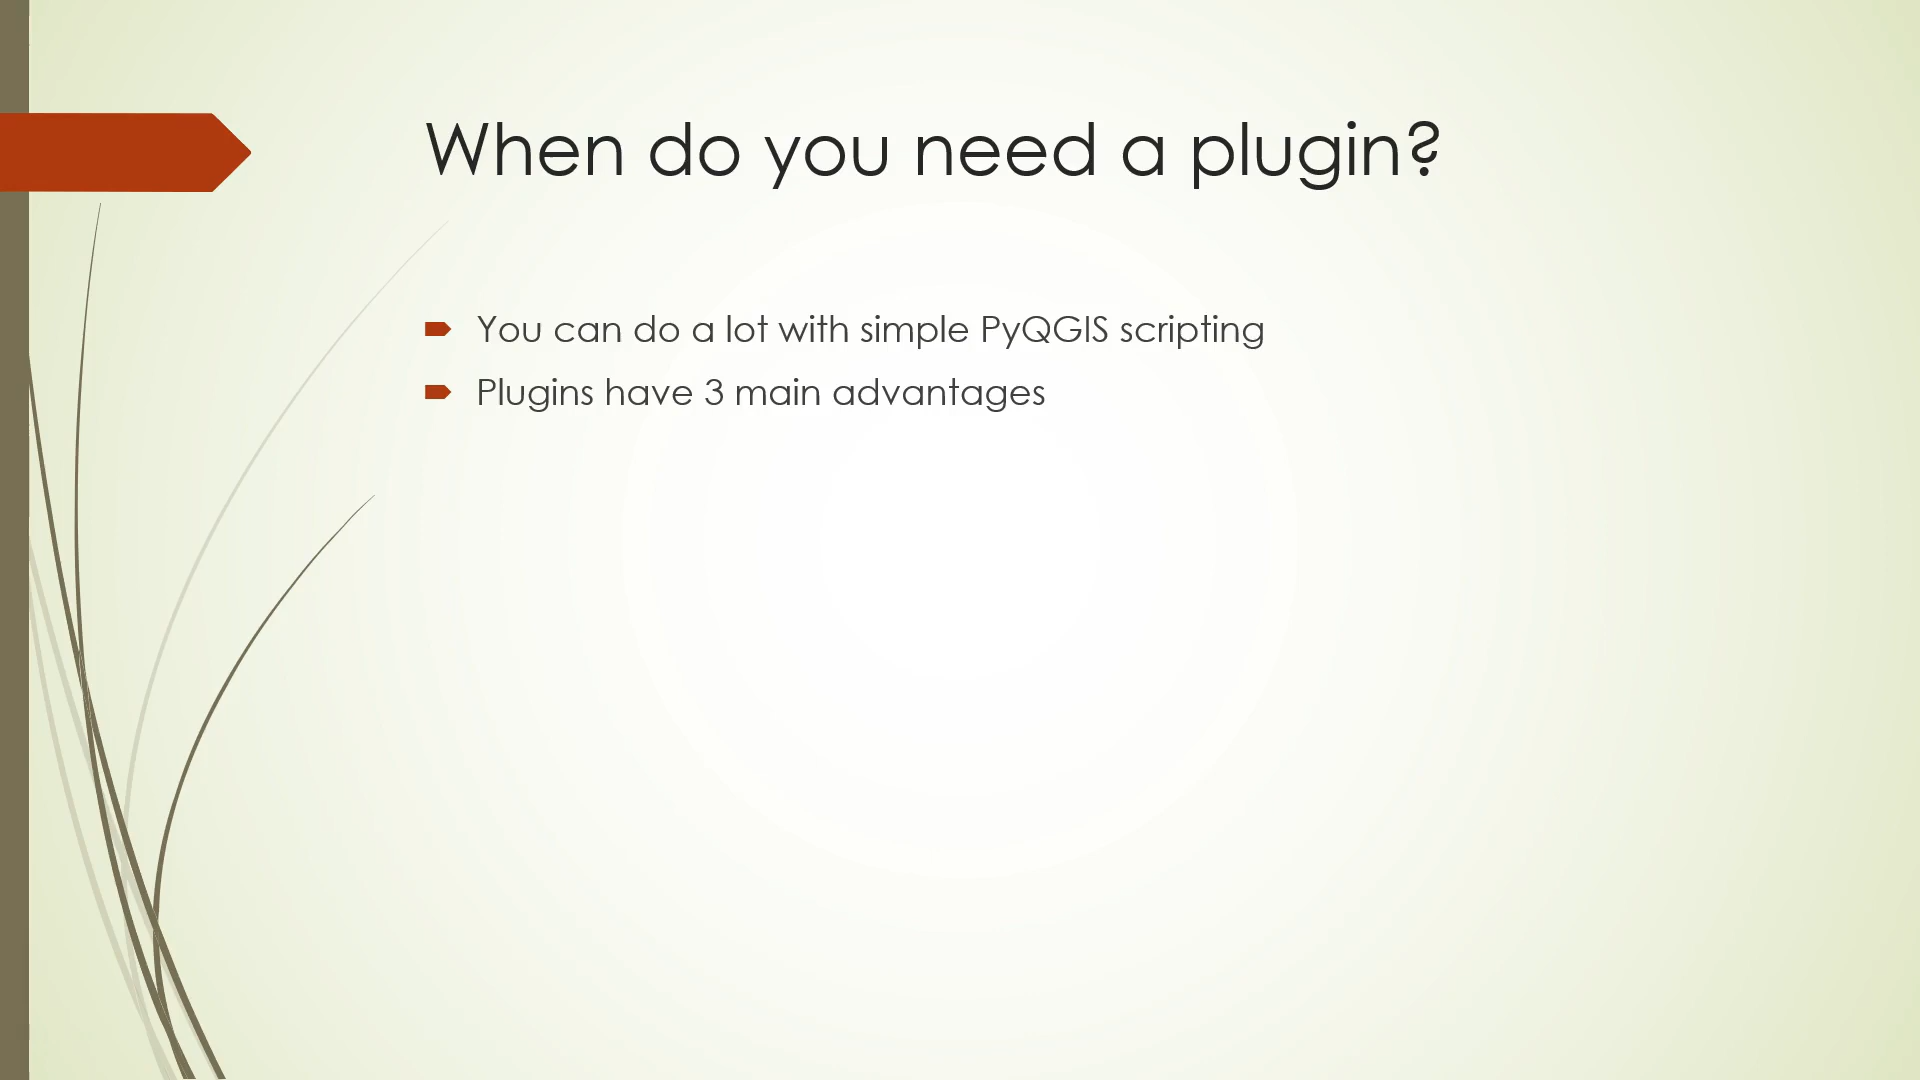 When do you need a plugin?
You can do a lot with simple PyQGIS scripting
Plugins have 3 main advantages